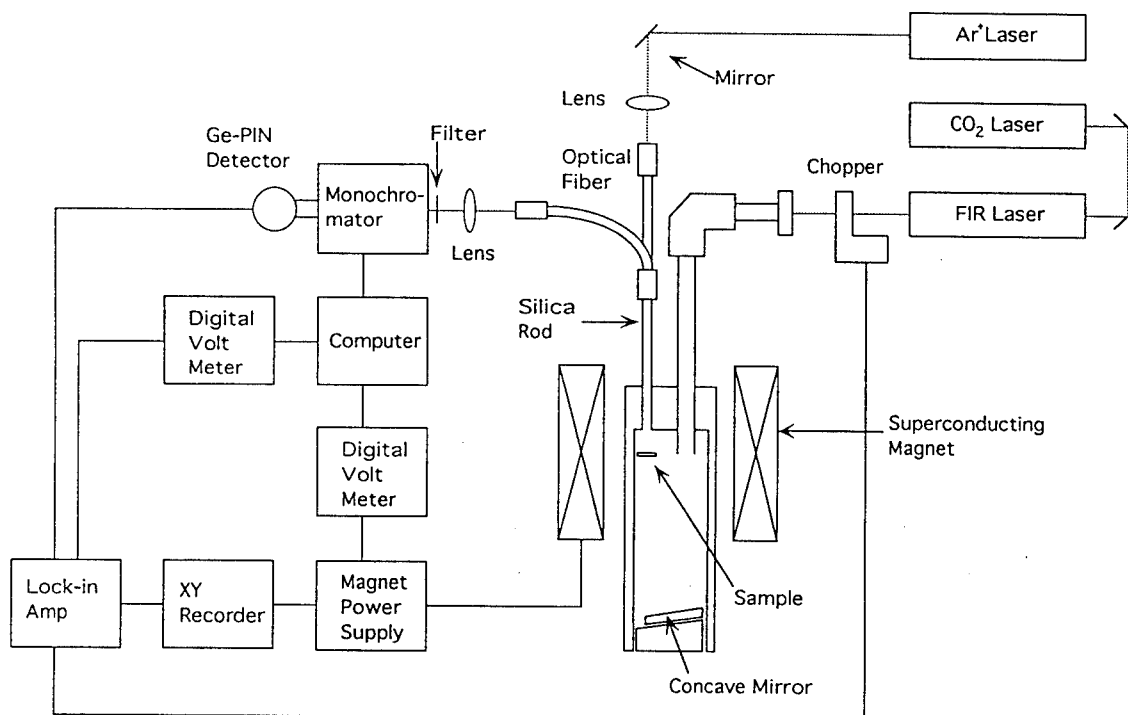 Ar⁺ Laser
Mirror
Lens
CO₂ Laser
Ge-PIN
Detector
Filter
Optical
Fiber
Chopper
Monochro-
mator
FIR Laser
Lens
Silica
Rod
Digital
Volt
Meter
Computer
Superconducting
Magnet
Digital
Volt
Meter
Lock-in
Amp
XY
Recorder
Magnet
Power
Supply
Sample
Concave Mirror